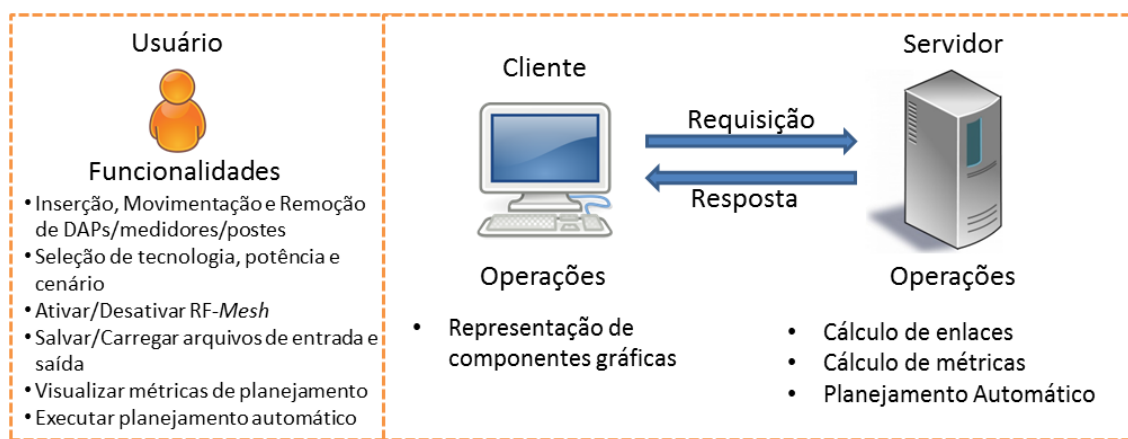 Usuário
Funcionalidades
• Inserção, Movimentação e Remoção
de DAPs/medidores/postes
• Seleção de tecnologia, potência e
cenário
• Ativar/Desativar RF-Mesh
• Salvar/Carregar arquivos de entrada e
saída
• Visualizar métricas de planejamento
• Executar planejamento automático
Cliente
Operações
• Representação de
componentes gráficas
Requisição
Resposta
Servidor
Operações
• Cálculo de enlaces
• Cálculo de métricas
• Planejamento Automático